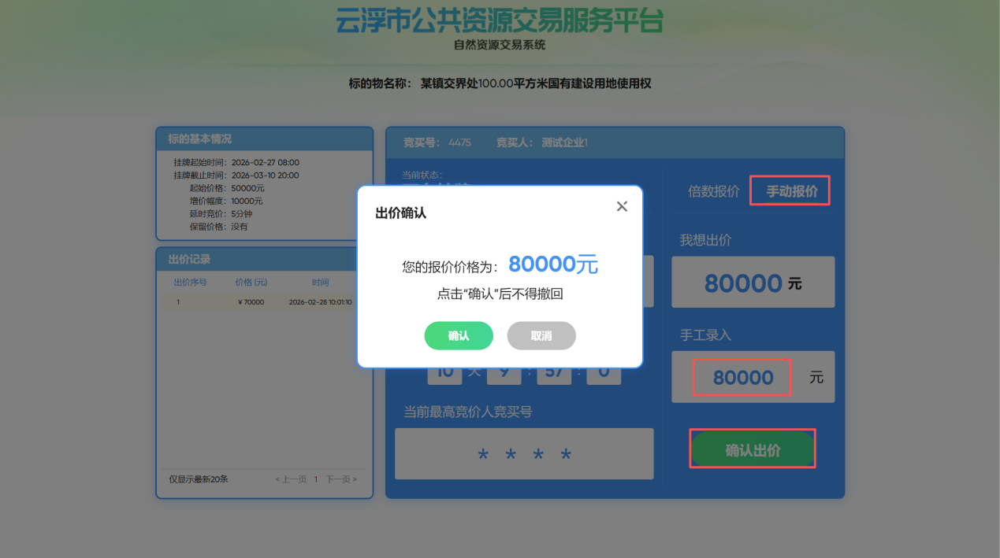 云浮市公共资源交易服务平台
自然资源交易系统
标的物名称： 某镇交界处100.00平方米国有建设用地使用权
标的基本情况
挂牌起始时间：2026-02-27 08:00
挂牌截止时间：2026-03-10 20:00
起始价格：50000元
增价幅度：10000元
延时竞价：5分钟
保留价格：没有
出价记录
出价序号 价格 (元) 时间
1 ￥70000 2026-02-28 10:01:10
仅显示最新20条 <上一页 1 下一页>
竞买号： 4475 竞买人： 测试企业1
当前状态：
倍数报价 手动报价
我想出价
80000 元
手工录入
80000 元
确认出价
出价确认
您的报价价格为： 80000元
点击“确认”后不得撤回
确认 取消
10 天 9 : 57 : 0
当前最高竞价人竞买号
* * * *